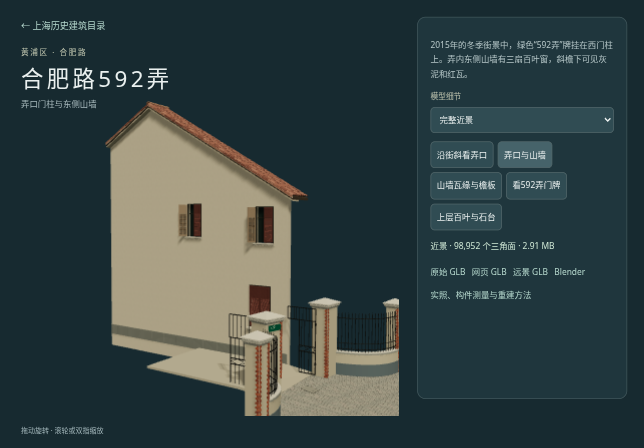 ← 上海历史建筑目录
黄浦区 · 合肥路
合肥路592弄
弄口门柱与东侧山墙
2015年的冬季街景中，绿色“592弄”牌挂在西门柱
上。弄内东侧山墙有三扇百叶窗，斜檐下可见灰
泥和红瓦。
模型细节
完整近景
沿街斜看弄口
弄口与山墙
山墙瓦缘与檐板
看592弄门牌
上层百叶与石台
近景 · 98,952 个三角面 · 2.91 MB
原始 GLB 网页 GLB 远景 GLB Blender
实照、构件测量与重建方法
拖动旋转 · 滚轮或双指缩放